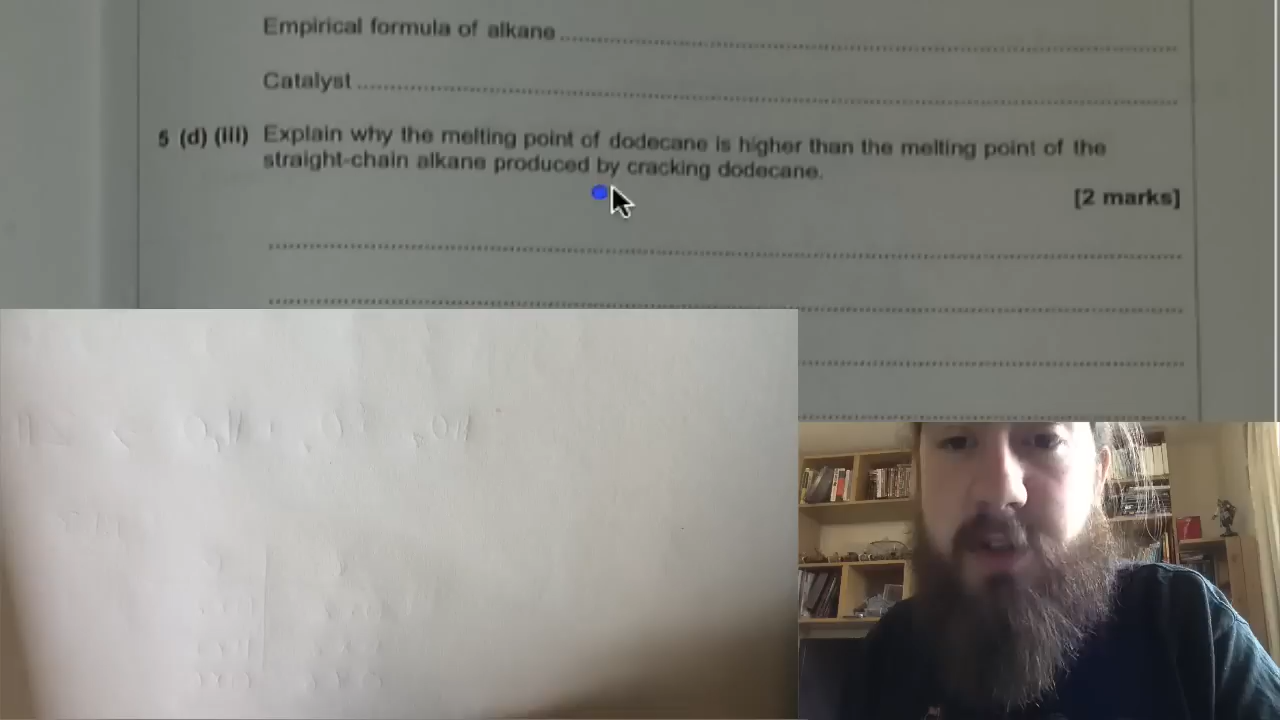 Empirical formula of alkane
Catalyst
5 (d) (iii) Explain why the melting point of dodecane is higher than the melting point of the
straight-chain alkane produced by cracking dodecane.
[2 marks]